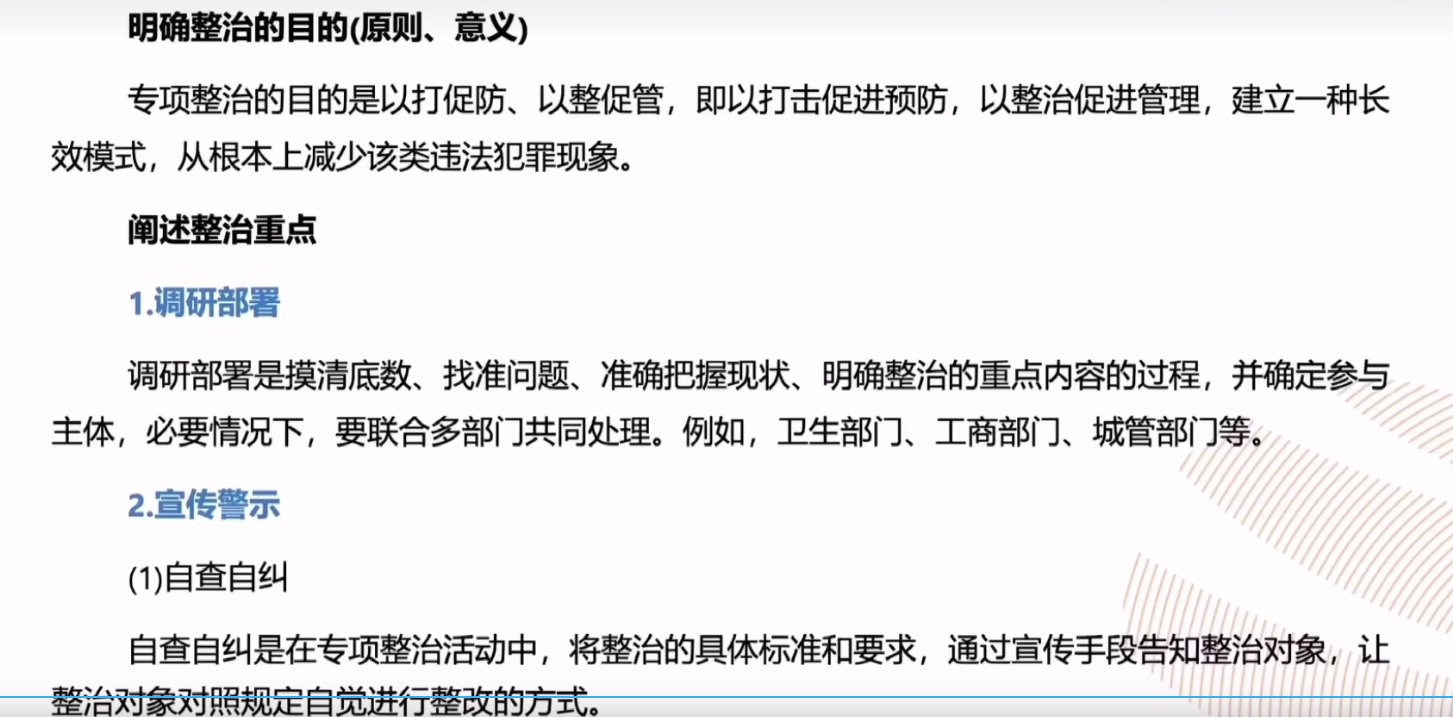 明确整治的目的(原则、意义)
专项整治的目的是以打促防、以整促管，即以打击促进预防，以整治促进管理，建立一种长
效模式，从根本上减少该类违法犯罪现象。
阐述整治重点
1.调研部署
调研部署是摸清底数、找准问题、准确把握现状、明确整治的重点内容的过程，并确定参与
主体，必要情况下，要联合多部门共同处理。例如，卫生部门、工商部门、城管部门等。
2.宣传警示
(1)自查自纠
自查自纠是在专项整治活动中，将整治的具体标准和要求，通过宣传手段告知整治对象，让
整治对象对照规定自觉进行整改的方式。